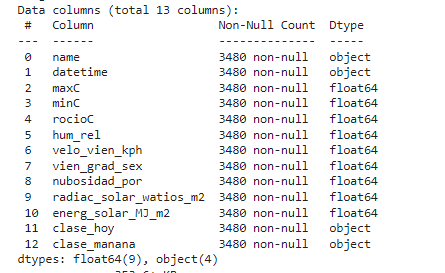 Data columns (total 13 columns):
 #   Column                  Non-Null Count  Dtype
---  ------                  --------------  -----
 0   name                    3480 non-null   object
 1   datetime                3480 non-null   object
 2   maxC                    3480 non-null   float64
 3   minC                    3480 non-null   float64
 4   rocioC                  3480 non-null   float64
 5   hum_rel                 3480 non-null   float64
 6   velo_vien_kph           3480 non-null   float64
 7   vien_grad_sex           3480 non-null   float64
 8   nubosidad_por           3480 non-null   float64
 9   radiac_solar_watios_m2  3480 non-null   float64
 10  energ_solar_MJ_m2       3480 non-null   float64
 11  clase_hoy               3480 non-null   object
 12  clase_manana            3480 non-null   object
dtypes: float64(9), object(4)